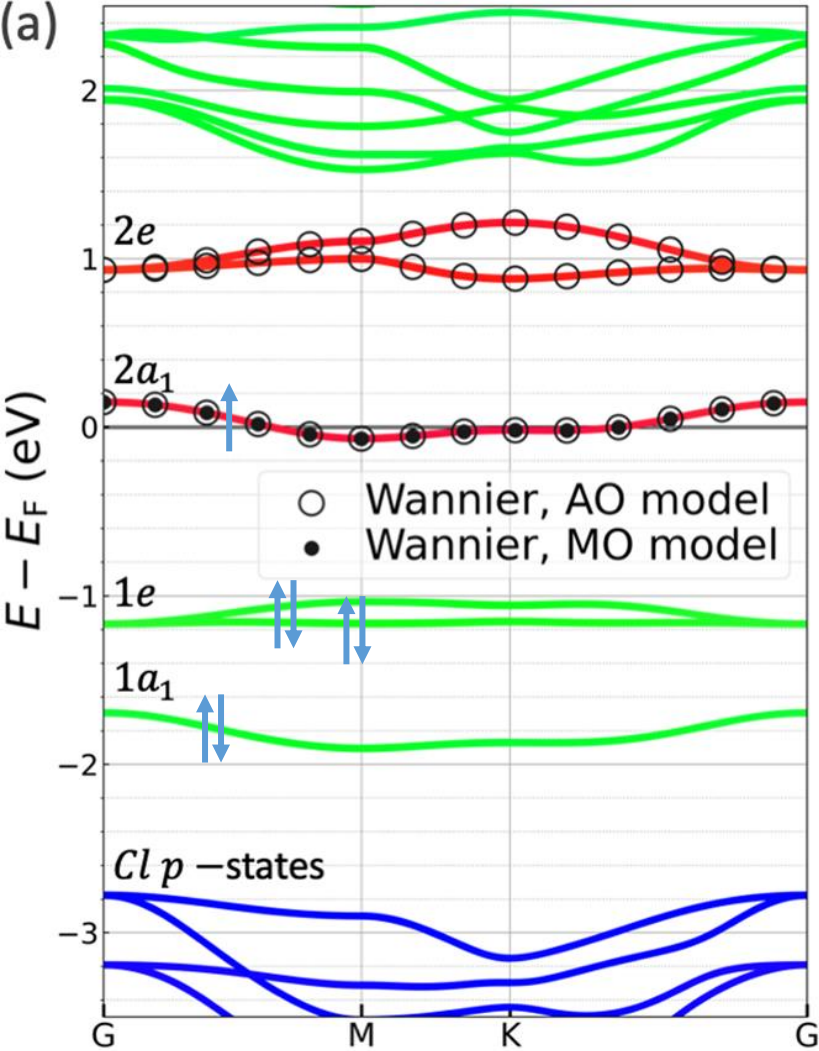 (a)
2
2e
1
2a₁
0
Wannier, AO model
Wannier, MO model
E − E_F (eV)
−1
1e
1a₁
−2
Cl p −states
−3
G M K G